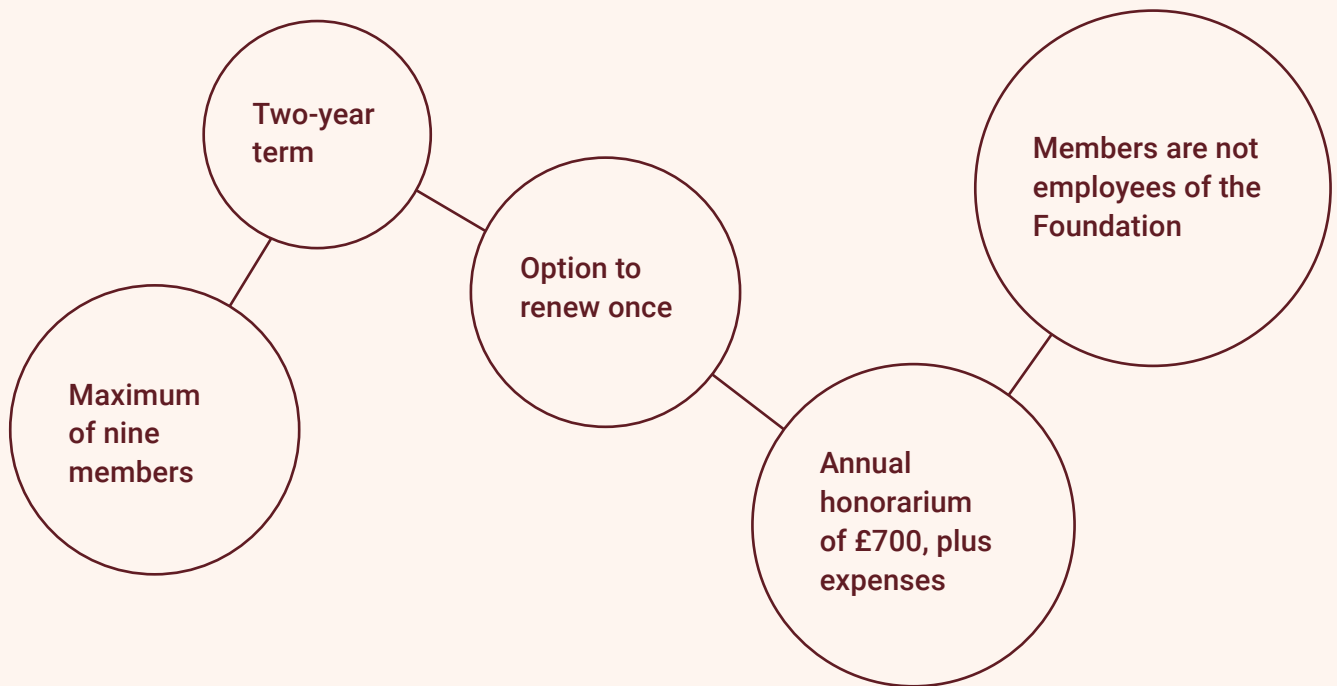 Maximum
of nine
members
Two-year
term
Option to
renew once
Annual
honorarium
of £700, plus
expenses
Members are not
employees of the
Foundation